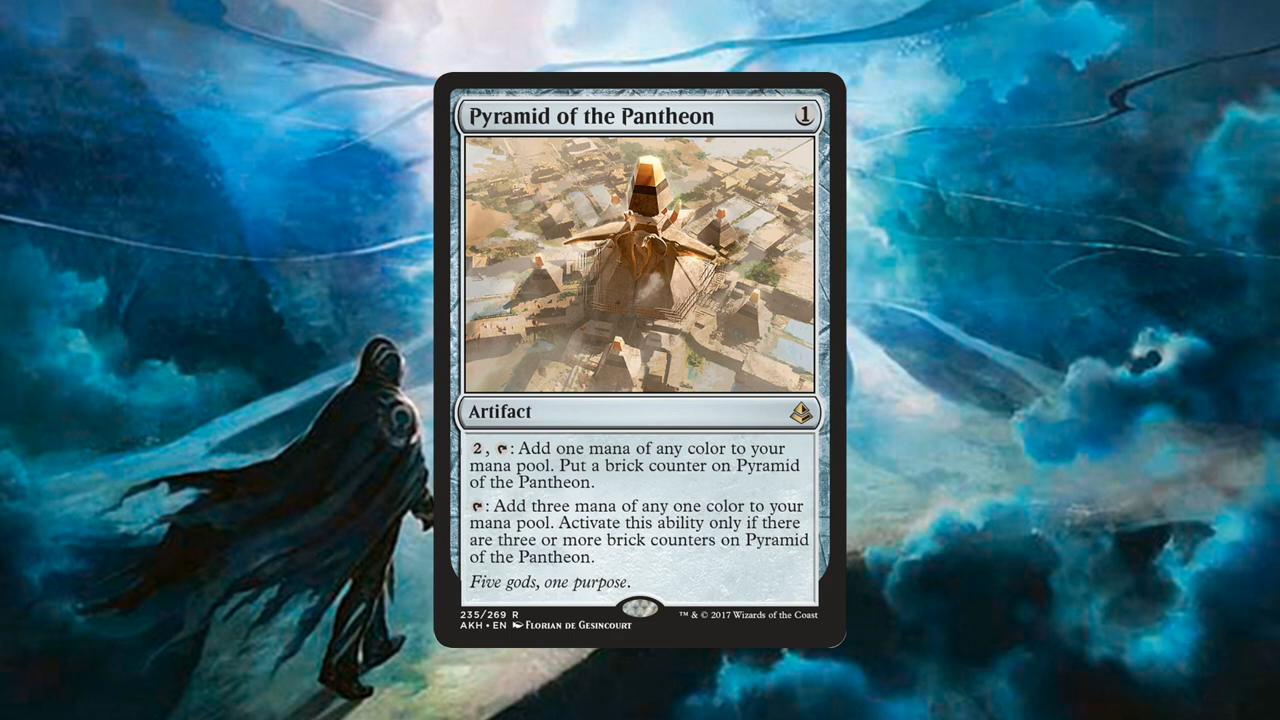 Pyramid of the Pantheon 1
Artifact
2, : Add one mana of any color to your
mana pool. Put a brick counter on Pyramid
of the Pantheon.
: Add three mana of any one color to your
mana pool. Activate this ability only if there
are three or more brick counters on Pyramid
of the Pantheon.
Five gods, one purpose.
235/269 R
AKH • EN Florian de Gesincourt
™ & © 2017 Wizards of the Coast